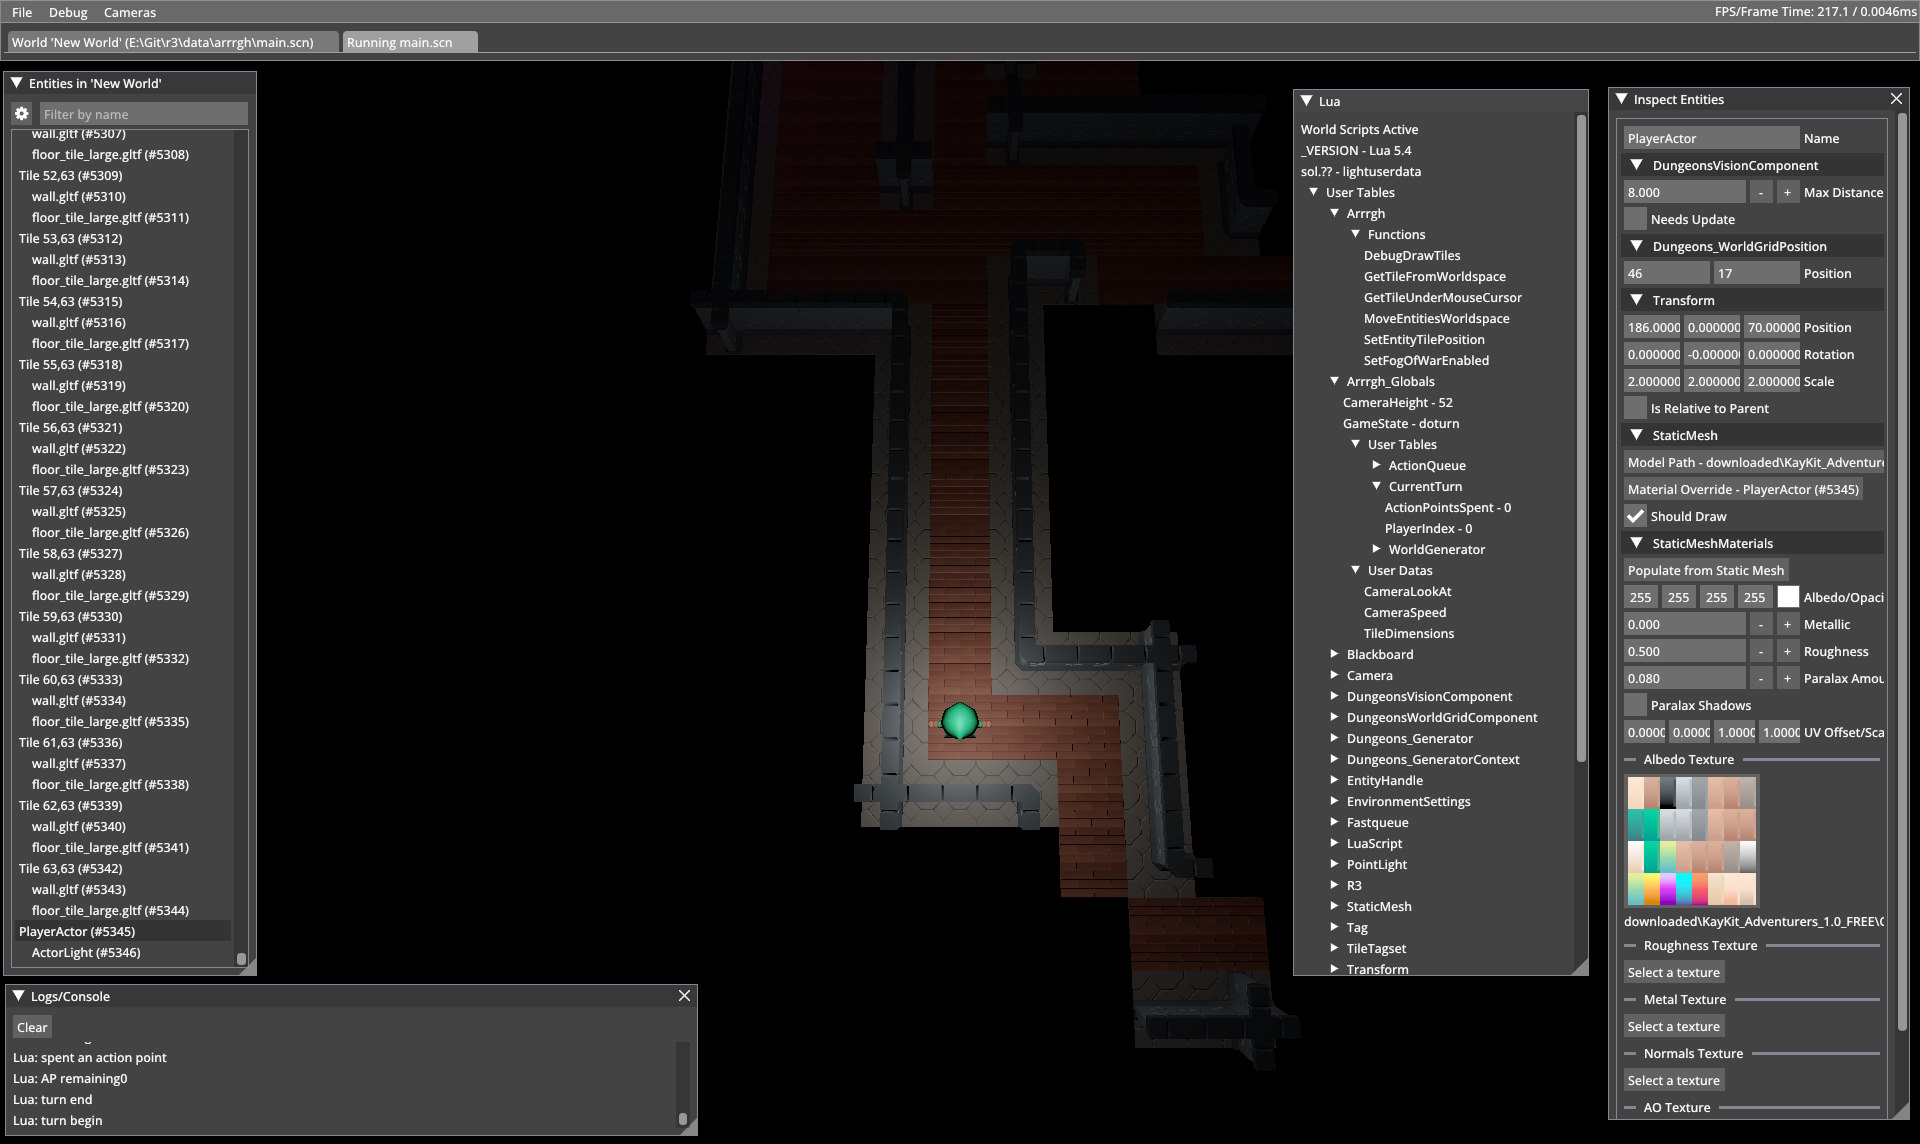 File Debug Cameras
FPS/Frame Time: 217.1 / 0.0046ms
World 'New World' (E:\Git\r3\data\arrrgh\main.scn) Running main.scn
Entities in 'New World'
Filter by name
wall.gltf (#5307)
floor_tile_large.gltf (#5308)
Tile 52,63 (#5309)
wall.gltf (#5310)
floor_tile_large.gltf (#5311)
Tile 53,63 (#5312)
wall.gltf (#5313)
floor_tile_large.gltf (#5314)
Tile 54,63 (#5315)
wall.gltf (#5316)
floor_tile_large.gltf (#5317)
Tile 55,63 (#5318)
wall.gltf (#5319)
floor_tile_large.gltf (#5320)
Tile 56,63 (#5321)
wall.gltf (#5322)
floor_tile_large.gltf (#5323)
Tile 57,63 (#5324)
wall.gltf (#5325)
floor_tile_large.gltf (#5326)
Tile 58,63 (#5327)
wall.gltf (#5328)
floor_tile_large.gltf (#5329)
Tile 59,63 (#5330)
wall.gltf (#5331)
floor_tile_large.gltf (#5332)
Tile 60,63 (#5333)
wall.gltf (#5334)
floor_tile_large.gltf (#5335)
Tile 61,63 (#5336)
wall.gltf (#5337)
floor_tile_large.gltf (#5338)
Tile 62,63 (#5339)
wall.gltf (#5340)
floor_tile_large.gltf (#5341)
Tile 63,63 (#5342)
wall.gltf (#5343)
floor_tile_large.gltf (#5344)
PlayerActor (#5345)
ActorLight (#5346)
Logs/Console
Clear
Lua: spent an action point
Lua: AP remaining0
Lua: turn end
Lua: turn begin
Lua
World Scripts Active
_VERSION - Lua 5.4
sol.?? - lightuserdata
User Tables
Arrrgh
Functions
DebugDrawTiles
GetTileFromWorldspace
GetTileUnderMouseCursor
MoveEntitiesWorldspace
SetEntityTilePosition
SetFogOfWarEnabled
Arrrgh_Globals
CameraHeight - 52
GameState - doturn
User Tables
ActionQueue
CurrentTurn
ActionPointsSpent - 0
PlayerIndex - 0
WorldGenerator
User Datas
CameraLookAt
CameraSpeed
TileDimensions
Blackboard
Camera
DungeonsVisionComponent
DungeonsWorldGridComponent
Dungeons_Generator
Dungeons_GeneratorContext
EntityHandle
EnvironmentSettings
Fastqueue
LuaScript
PointLight
R3
StaticMesh
Tag
TileTagset
Transform
Inspect Entities
PlayerActor Name
DungeonsVisionComponent
8.000 - + Max Distance
Needs Update
Dungeons_WorldGridPosition
46 17 Position
Transform
186.0000 0.000000 70.00000 Position
0.000000 -0.00000 0.000000 Rotation
2.000000 2.000000 2.000000 Scale
Is Relative to Parent
StaticMesh
Model Path - downloaded\KayKit_Adventure
Material Override - PlayerActor (#5345)
Should Draw
StaticMeshMaterials
Populate from Static Mesh
255 255 255 255 Albedo/Opaci
0.000 - + Metallic
0.500 - + Roughness
0.080 - + Paralax Amou
Paralax Shadows
0.0000 0.0000 1.0000 1.0000 UV Offset/Sca
Albedo Texture
downloaded\KayKit_Adventurers_1.0_FREE\
Roughness Texture
Select a texture
Metal Texture
Select a texture
Normals Texture
Select a texture
AO Texture